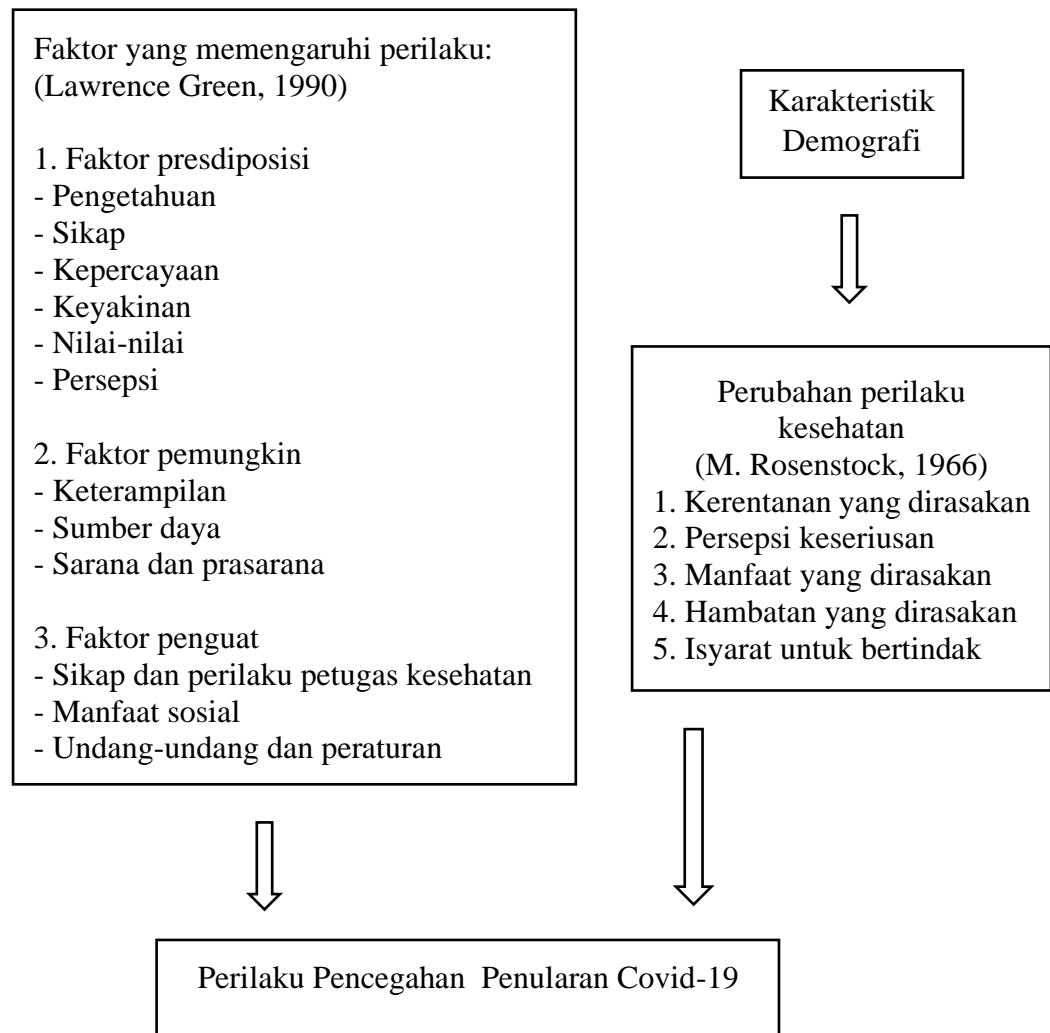 Faktor yang memengaruhi perilaku:
(Lawrence Green, 1990)
1. Faktor presdiposisi
- Pengetahuan
- Sikap
- Kepercayaan
- Keyakinan
- Nilai-nilai
- Persepsi
2. Faktor pemungkin
- Keterampilan
- Sumber daya
- Sarana dan prasarana
3. Faktor penguat
- Sikap dan perilaku petugas kesehatan
- Manfaat sosial
- Undang-undang dan peraturan
Karakteristik
Demografi
Perubahan perilaku
kesehatan
(M. Rosenstock, 1966)
1. Kerentanan yang dirasakan
2. Persepsi keseriusan
3. Manfaat yang dirasakan
4. Hambatan yang dirasakan
5. Isyarat untuk bertindak
Perilaku Pencegahan  Penularan Covid-19